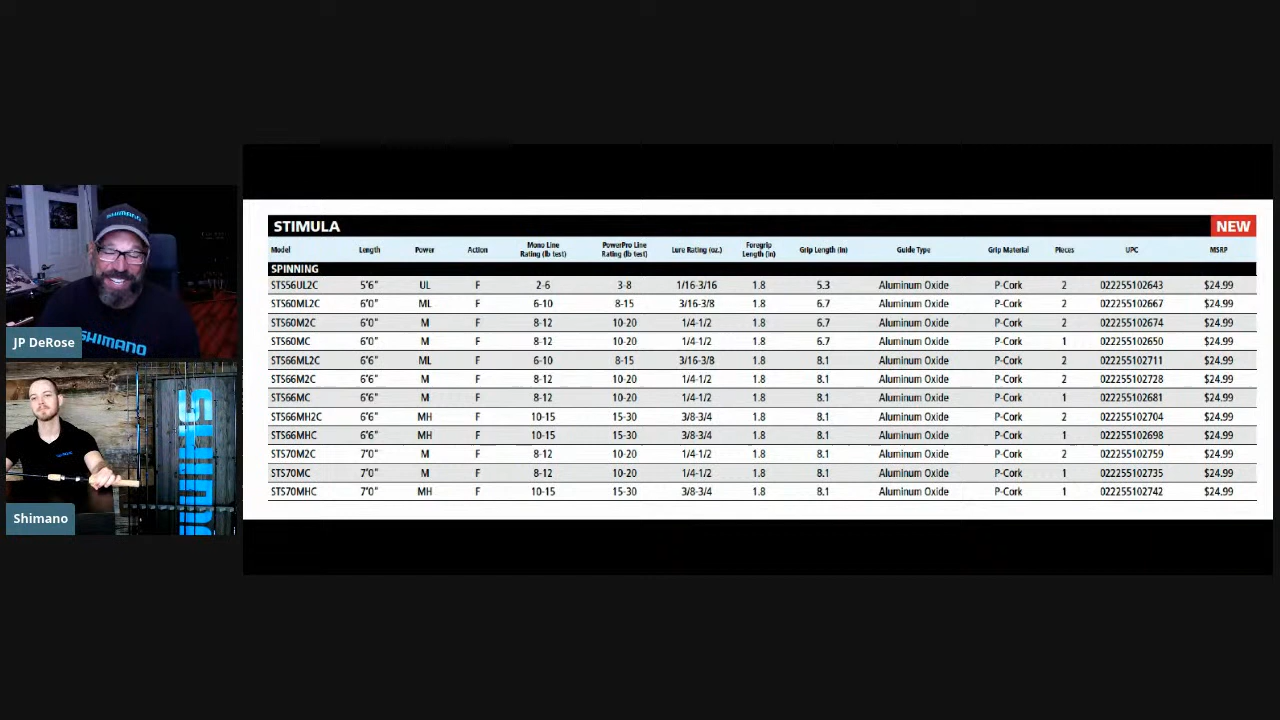 SHIMANO
SHIMANO
JP DeRose
Shimano
STIMULA NEW
Model Length Power Action Mono Line Rating (lb test) PowerPro Line Rating (lb test) Lure Rating (oz.) Foregrip Length (in) Grip Length (in) Guide Type Grip Material Pieces UPC MSRP
SPINNING
STS56UL2C 5'6" UL F 2-6 3-8 1/16-3/16 1.8 5.3 Aluminum Oxide P-Cork 2 022255102643 $24.99
STS60ML2C 6'0" ML F 6-10 8-15 3/16-3/8 1.8 6.7 Aluminum Oxide P-Cork 2 022255102667 $24.99
STS60M2C 6'0" M F 8-12 10-20 1/4-1/2 1.8 6.7 Aluminum Oxide P-Cork 2 022255102674 $24.99
STS60MC 6'0" M F 8-12 10-20 1/4-1/2 1.8 6.7 Aluminum Oxide P-Cork 1 022255102650 $24.99
STS66ML2C 6'6" ML F 6-10 8-15 3/16-3/8 1.8 8.1 Aluminum Oxide P-Cork 2 022255102711 $24.99
STS66M2C 6'6" M F 8-12 10-20 1/4-1/2 1.8 8.1 Aluminum Oxide P-Cork 2 022255102728 $24.99
STS66MC 6'6" M F 8-12 10-20 1/4-1/2 1.8 8.1 Aluminum Oxide P-Cork 1 022255102681 $24.99
STS66MH2C 6'6" MH F 10-15 15-30 3/8-3/4 1.8 8.1 Aluminum Oxide P-Cork 2 022255102704 $24.99
STS66MHC 6'6" MH F 10-15 15-30 3/8-3/4 1.8 8.1 Aluminum Oxide P-Cork 1 022255102698 $24.99
STS70M2C 7'0" M F 8-12 10-20 1/4-1/2 1.8 8.1 Aluminum Oxide P-Cork 2 022255102759 $24.99
STS70MC 7'0" M F 8-12 10-20 1/4-1/2 1.8 8.1 Aluminum Oxide P-Cork 1 022255102735 $24.99
STS70MHC 7'0" MH F 10-15 15-30 3/8-3/4 1.8 8.1 Aluminum Oxide P-Cork 1 022255102742 $24.99